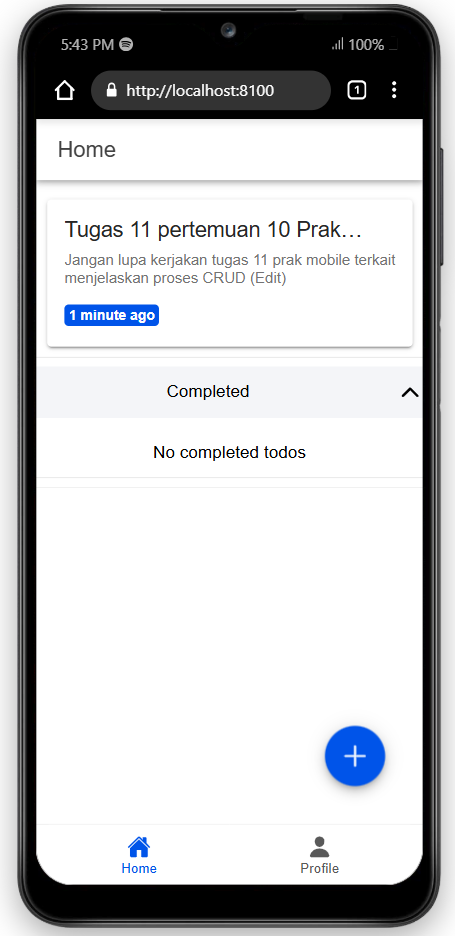 5:43 PM
100%
http://localhost:8100
1
Home
Tugas 11 pertemuan 10 Prak…
Jangan lupa kerjakan tugas 11 prak mobile terkait
menjelaskan proses CRUD (Edit)
1 minute ago
Completed
No completed todos
Home
Profile